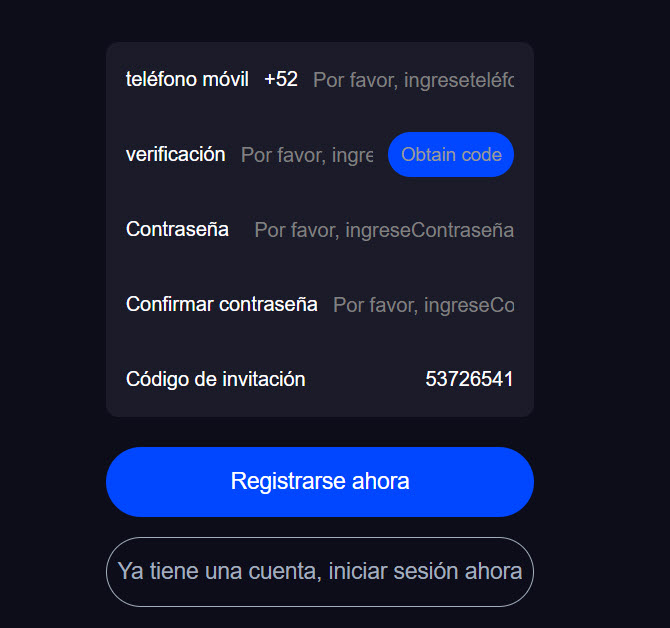 teléfono móvil +52 Por favor, ingreseteléfo
verificación Por favor, ingre Obtain code
Contraseña Por favor, ingreseContraseña
Confirmar contraseña Por favor, ingreseCo
Código de invitación 53726541
Registrarse ahora
Ya tiene una cuenta, iniciar sesión ahora